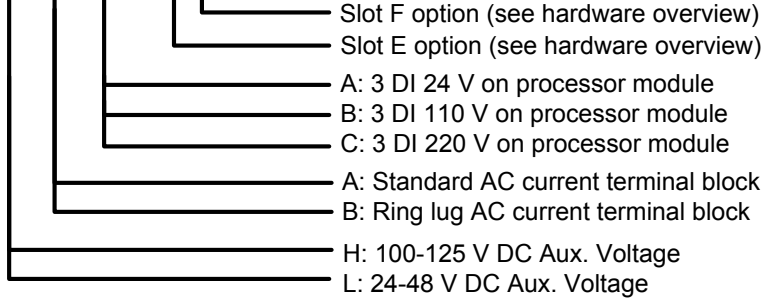 Slot F option (see hardware overview)
Slot E option (see hardware overview)
A: 3 DI 24 V on processor module
B: 3 DI 110 V on processor module
C: 3 DI 220 V on processor module
A: Standard AC current terminal block
B: Ring lug AC current terminal block
H: 100-125 V DC Aux. Voltage
L: 24-48 V DC Aux. Voltage